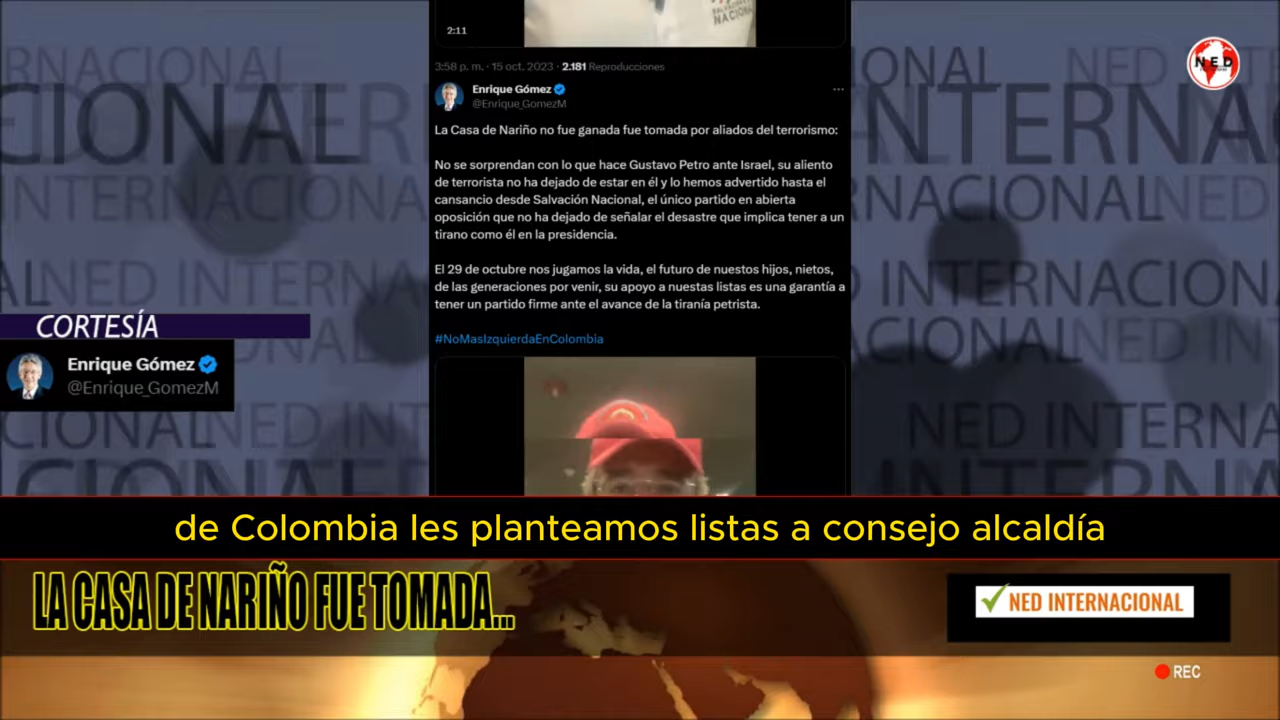 NACIONAL
2:11
3:58 p. m. · 15 oct. 2023 · 2.181 Reproducciones
Enrique Gómez
@Enrique_GomezM
La Casa de Nariño no fue ganada fue tomada por aliados del terrorismo:
No se sorprendan con lo que hace Gustavo Petro ante Israel, su aliento
de terrorista no ha dejado de estar en él y lo hemos advertido hasta el
cansancio desde Salvación Nacional, el único partido en abierta
oposición que no ha dejado de señalar el desastre que implica tener a un
tirano como él en la presidencia.
El 29 de octubre nos jugamos la vida, el futuro de nuestros hijos, nietos,
de las generaciones por venir, su apoyo a nuestas listas es una garantía a
tener un partido firme ante el avance de la tiranía petrista.
#NoMasIzquierdaEnColombia
NED
CORTESÍA
Enrique Gómez
@Enrique_GomezM
de Colombia les planteamos listas a consejo alcaldía
LA CASA DE NARIÑO FUE TOMADA...
NED INTERNACIONAL
REC